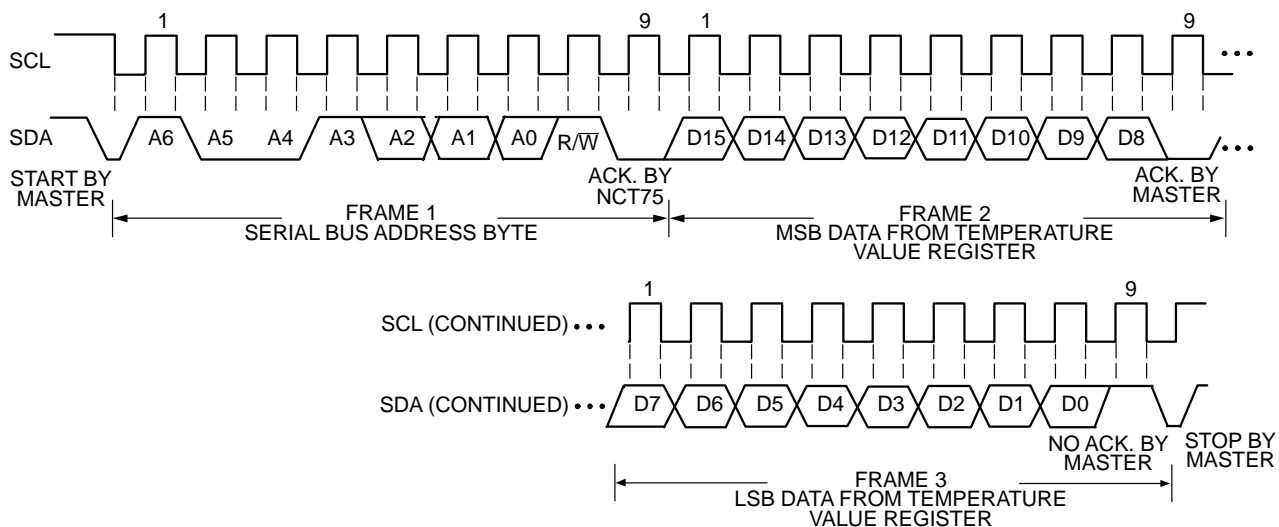 1 9 1 9
SCL
SDA A6 A5 A4 A3 A2 A1 A0 R/W̅ D15 D14 D13 D12 D11 D10 D9 D8
START BY
MASTER
ACK. BY
NCT75
ACK. BY
MASTER
FRAME 1
SERIAL BUS ADDRESS BYTE
FRAME 2
MSB DATA FROM TEMPERATURE
VALUE REGISTER
1 9
SCL (CONTINUED)
SDA (CONTINUED) D7 D6 D5 D4 D3 D2 D1 D0
NO ACK. BY
MASTER
STOP BY
MASTER
FRAME 3
LSB DATA FROM TEMPERATURE
VALUE REGISTER